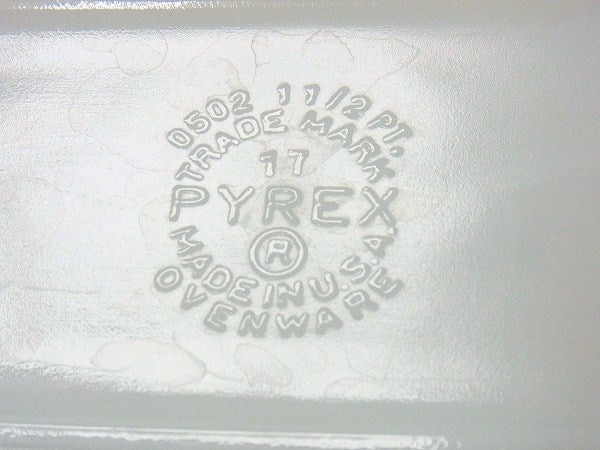 0502 1 1/2 PT.
TRADE MARK
17
PYREX
®
MADE IN U.S.A.
OVENWARE